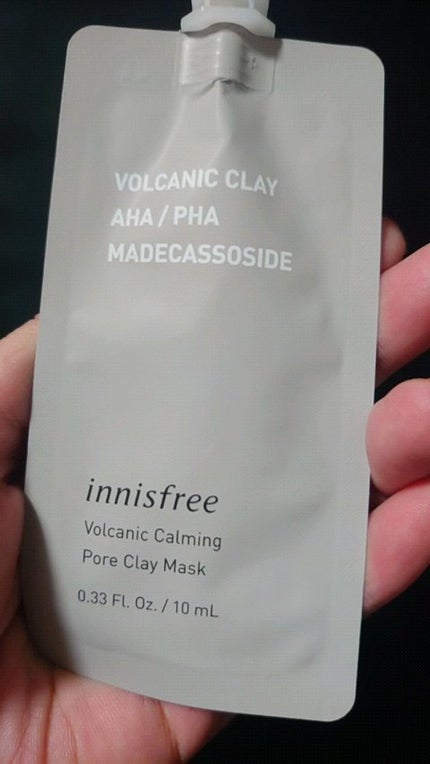 VOLCANIC CLAY
AHA / PHA
MADECASSOSIDE
innisfree
Volcanic Calming
Pore Clay Mask
0.33 Fl. Oz. / 10 mL